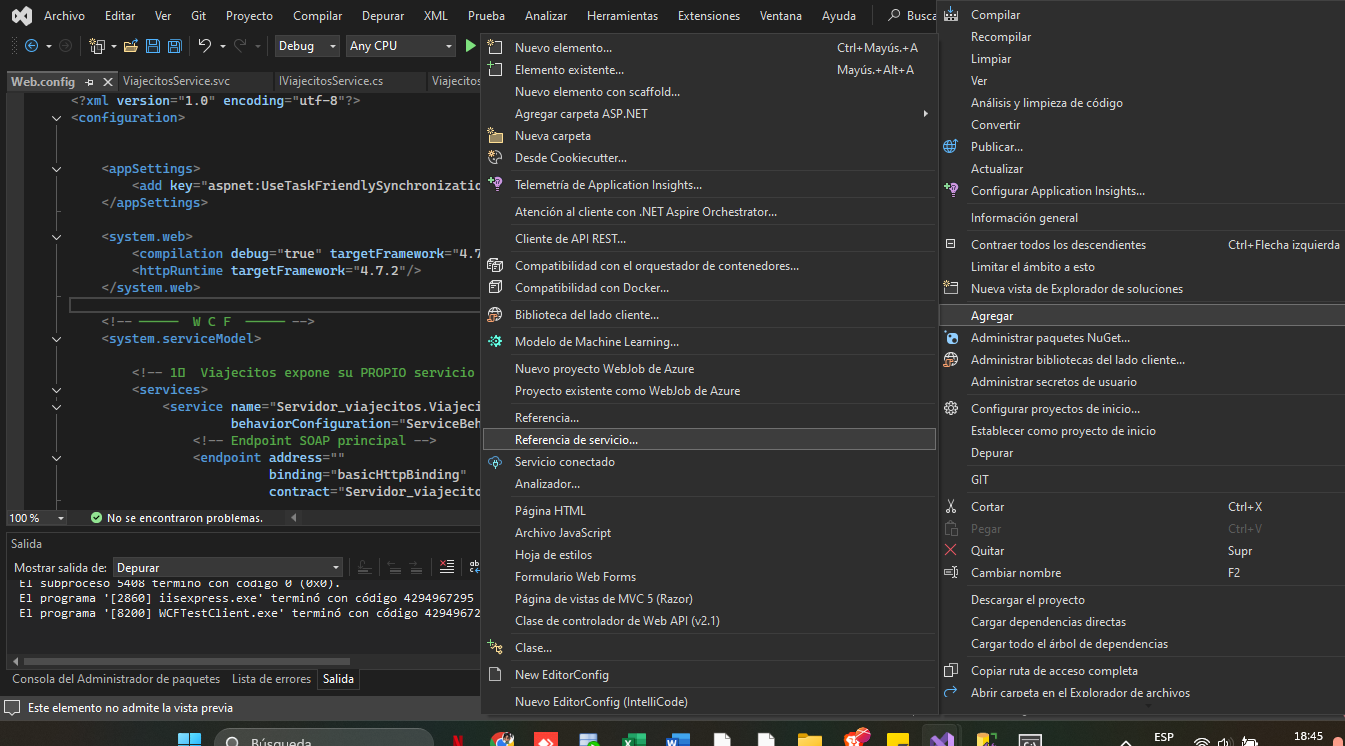 Archivo Editar Ver Git Proyecto Compilar Depurar XML Prueba Analizar Herramientas Extensiones Ventana Ayuda Busca
Debug Any CPU
Web.config ViajecitosService.svc IViajecitosService.cs Viajecitos
<?xml version="1.0" encoding="utf-8"?>
<configuration>
<appSettings>
<add key="aspnet:UseTaskFriendlySynchronizatio
</appSettings>
<system.web>
<compilation debug="true" targetFramework="4.7
<httpRuntime targetFramework="4.7.2"/>
</system.web>
<!-- ───── W C F ───── -->
<system.serviceModel>
<!-- 1 Viajecitos expone su PROPIO servicio
<services>
<service name="Servidor_viajecitos.Viajeci
behaviorConfiguration="ServiceBeh
<!-- Endpoint SOAP principal -->
<endpoint address=""
binding="basicHttpBinding"
contract="Servidor_viajecito
100 % No se encontraron problemas.
Salida
Mostrar salida de: Depurar
El subproceso 5408 terminó con código 0 (0x0).
El programa '[2860] iisexpress.exe' terminó con código 4294967295
El programa '[8200] WCFTestClient.exe' terminó con código 42949672
Consola del Administrador de paquetes Lista de errores Salida
Este elemento no admite la vista previa
Nuevo elemento... Ctrl+Mayús.+A
Elemento existente... Mayús.+Alt+A
Nuevo elemento con scaffold...
Agregar carpeta ASP.NET
Nueva carpeta
Desde Cookiecutter...
Telemetría de Application Insights...
Atención al cliente con .NET Aspire Orchestrator...
Cliente de API REST...
Compatibilidad con el orquestador de contenedores...
Compatibilidad con Docker...
Biblioteca del lado cliente...
Modelo de Machine Learning...
Nuevo proyecto WebJob de Azure
Proyecto existente como WebJob de Azure
Referencia...
Referencia de servicio...
Servicio conectado
Analizador...
Página HTML
Archivo JavaScript
Hoja de estilos
Formulario Web Forms
Página de vistas de MVC 5 (Razor)
Clase de controlador de Web API (v2.1)
Clase...
New EditorConfig
Nuevo EditorConfig (IntelliCode)
Compilar
Recompilar
Limpiar
Ver
Análisis y limpieza de código
Convertir
Publicar...
Actualizar
Configurar Application Insights...
Información general
Contraer todos los descendientes Ctrl+Flecha izquierda
Limitar el ámbito a esto
Nueva vista de Explorador de soluciones
Agregar
Administrar paquetes NuGet...
Administrar bibliotecas del lado cliente...
Administrar secretos de usuario
Configurar proyectos de inicio...
Establecer como proyecto de inicio
Depurar
GIT
Cortar Ctrl+X
Pegar Ctrl+V
Quitar Supr
Cambiar nombre F2
Descargar el proyecto
Cargar dependencias directas
Cargar todo el árbol de dependencias
Copiar ruta de acceso completa
Abrir carpeta en el Explorador de archivos
Búsqueda
ESP 18:45